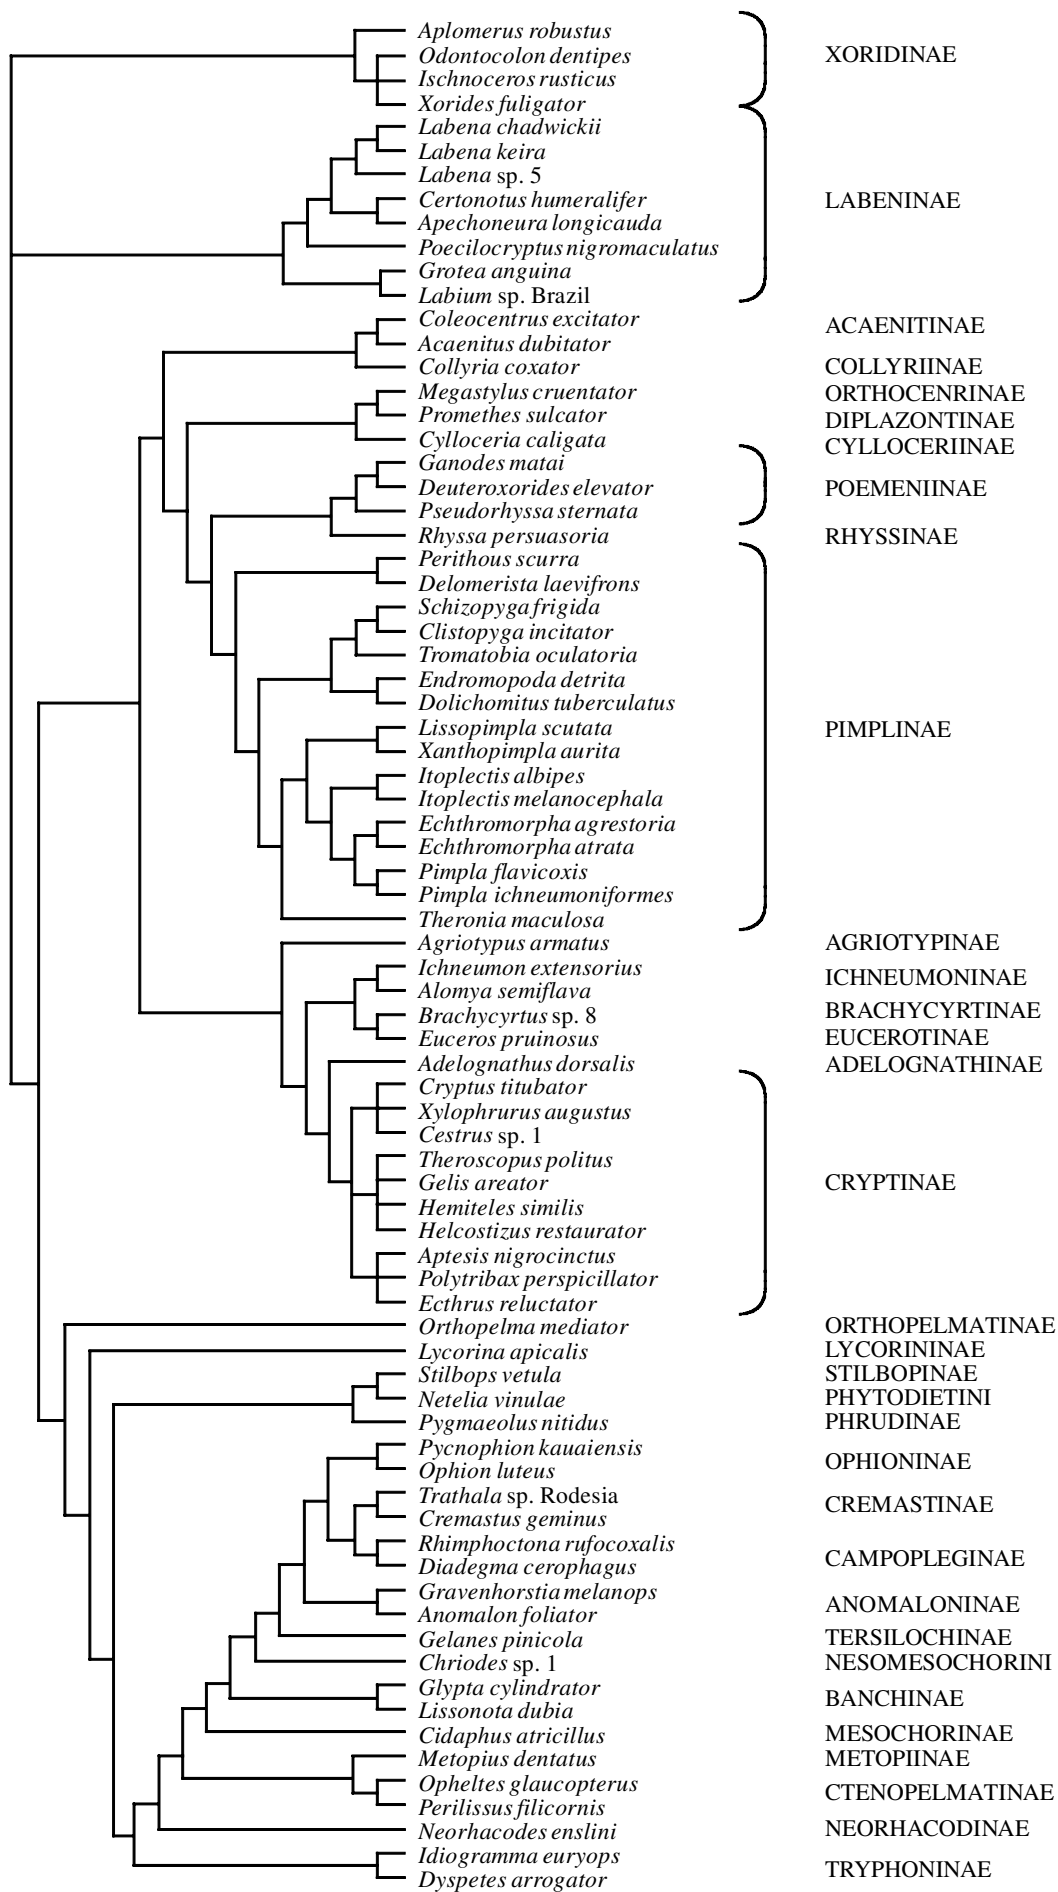 Aplomerus robustus
Odontocolon dentipes XORIDINAE
Ischnoceros rusticus
Xorides fuligator
Labena chadwickii
Labena keira
Labena sp. 5
Certonotus humeralifer LABENINAE
Apechoneura longicauda
Poecilocryptus nigromaculatus
Grotea anguina
Labium sp. Brazil
Coleocentrus excitator ACAENITINAE
Acaenitus dubitator
Collyria coxator COLLYRIINAE
Megastylus cruentator ORTHOCENRINAE
Promethes sulcator DIPLAZONTINAE
Cylloceria caligata CYLLOCERIINAE
Ganodes matai
Deuteroxorides elevator POEMENIINAE
Pseudorhyssa sternata
Rhyssa persuasoria RHYSSINAE
Perithous scurra
Delomerista laevifrons
Schizopyga frigida
Clistopyga incitator
Tromatobia oculatoria
Endromopoda detrita
Dolichomitus tuberculatus
Lissopimpla scutata PIMPLINAE
Xanthopimpla aurita
Itoplectis albipes
Itoplectis melanocephala
Echthromorpha agrestoria
Echthromorpha atrata
Pimpla flavicoxis
Pimpla ichneumoniformes
Theronia maculosa
Agriotypus armatus AGRIOTYPINAE
Ichneumon extensorius ICHNEUMONINAE
Alomya semiflava
Brachycyrtus sp. 8 BRACHYCYRTINAE
Euceros pruinosus EUCEROTINAE
Adelognathus dorsalis ADELOGNATHINAE
Cryptus titubator
Xylophrurus augustus
Cestrus sp. 1
Theroscopus politus
Gelis areator CRYPTINAE
Hemiteles similis
Helcostizus restaurator
Aptesis nigrocinctus
Polytribax perspicillator
Ecthrus reluctator
Orthopelma mediator ORTHOPELMATINAE
Lycorina apicalis LYCORININAE
Stilbops vetula STILBOPINAE
Netelia vinulae PHYTODIETINI
Pygmaeolus nitidus PHRUDINAE
Pycnophion kauaiensis OPHIONINAE
Ophion luteus
Trathala sp. Rodesia CREMASTINAE
Cremastus geminus
Rhimphoctona rufocoxalis CAMPOPLEGINAE
Diadegma cerophagus
Gravenhorstia melanops ANOMALONINAE
Anomalon foliator
Gelanes pinicola TERSILOCHINAE
Chriodes sp. 1 NESOMESOCHORINI
Glypta cylindrator BANCHINAE
Lissonota dubia
Cidaphus atricillus MESOCHORINAE
Metopius dentatus METOPIINAE
Opheltes glaucopterus CTENOPELMATINAE
Perilissus filicornis
Neorhacodes enslini NEORHACODINAE
Idiogramma euryops TRYPHONINAE
Dyspetes arrogator